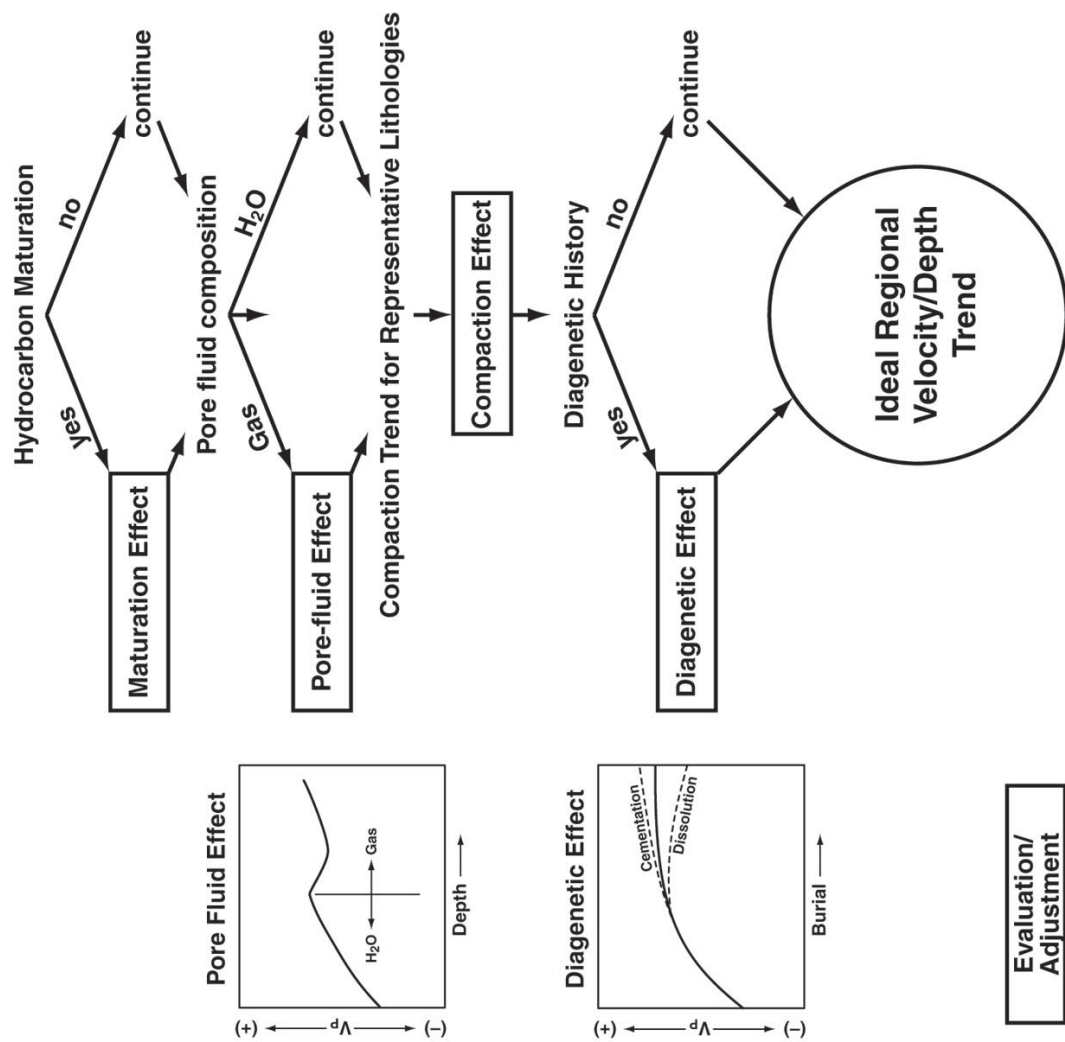 Hydrocarbon Maturation
yes
no
Maturation Effect
continue
Pore fluid composition
Gas
H₂O
Pore-fluid Effect
continue
Compaction Trend for Representative Lithologies
Compaction Effect
Diagenetic History
yes
no
Diagenetic Effect
continue
Ideal Regional
Velocity/Depth
Trend
Pore Fluid Effect
(+)
Vₚ
(–)
H₂O
Gas
Depth
Diagenetic Effect
(+)
Vₚ
(–)
Cementation
Dissolution
Burial
Evaluation/
Adjustment